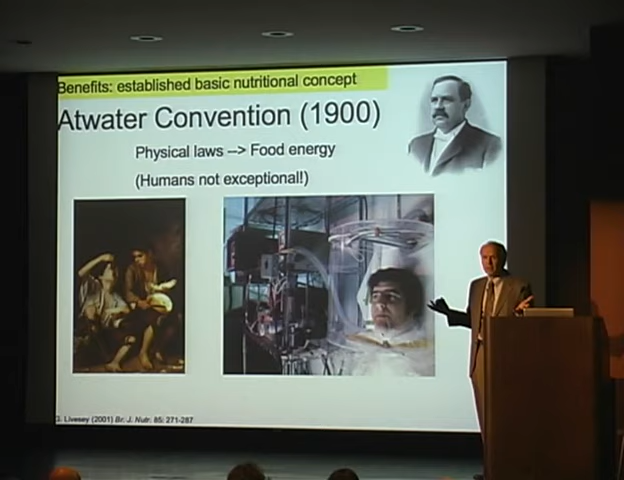 Benefits: established basic nutritional concept
Atwater Convention (1900)
Physical laws --> Food energy
(Humans not exceptional!)
G. Livesey (2001) Br. J. Nutr. 85: 271-287